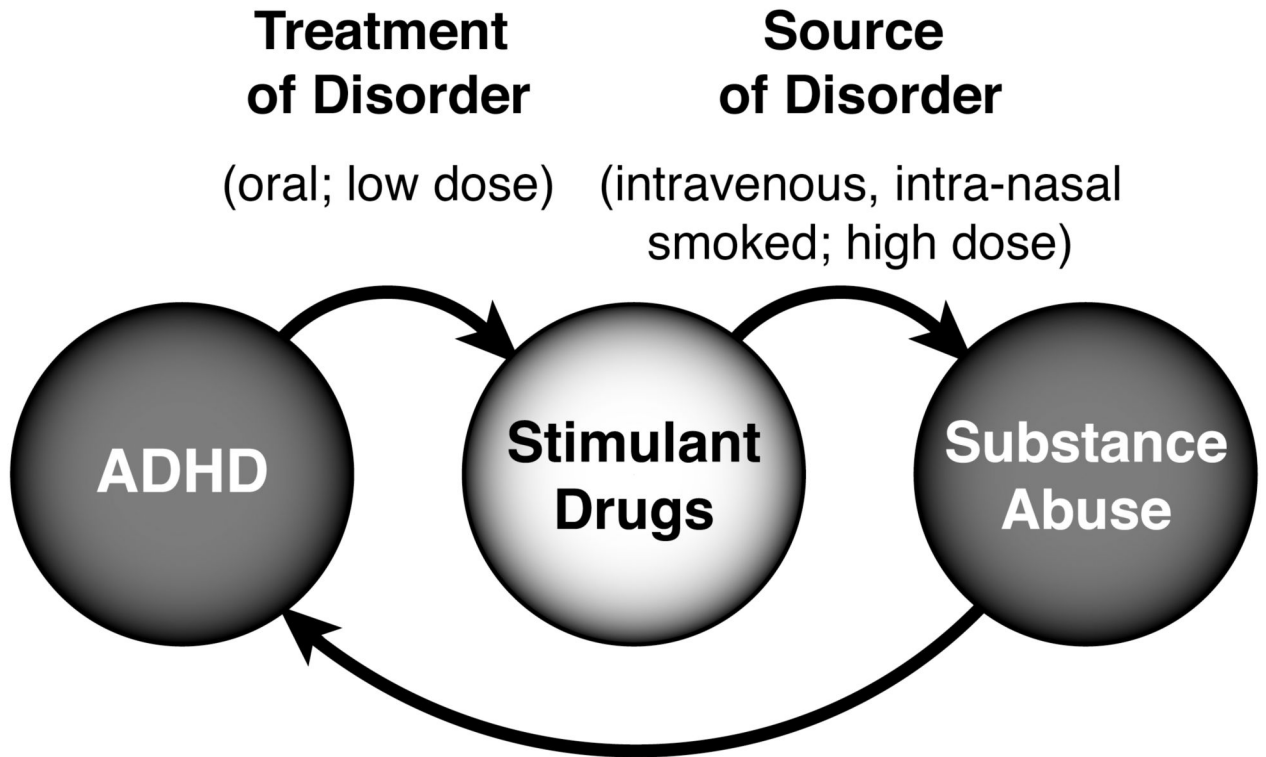 Treatment
of Disorder
(oral; low dose)
Source
of Disorder
(intravenous, intra-nasal
smoked; high dose)
ADHD
Stimulant
Drugs
Substance
Abuse